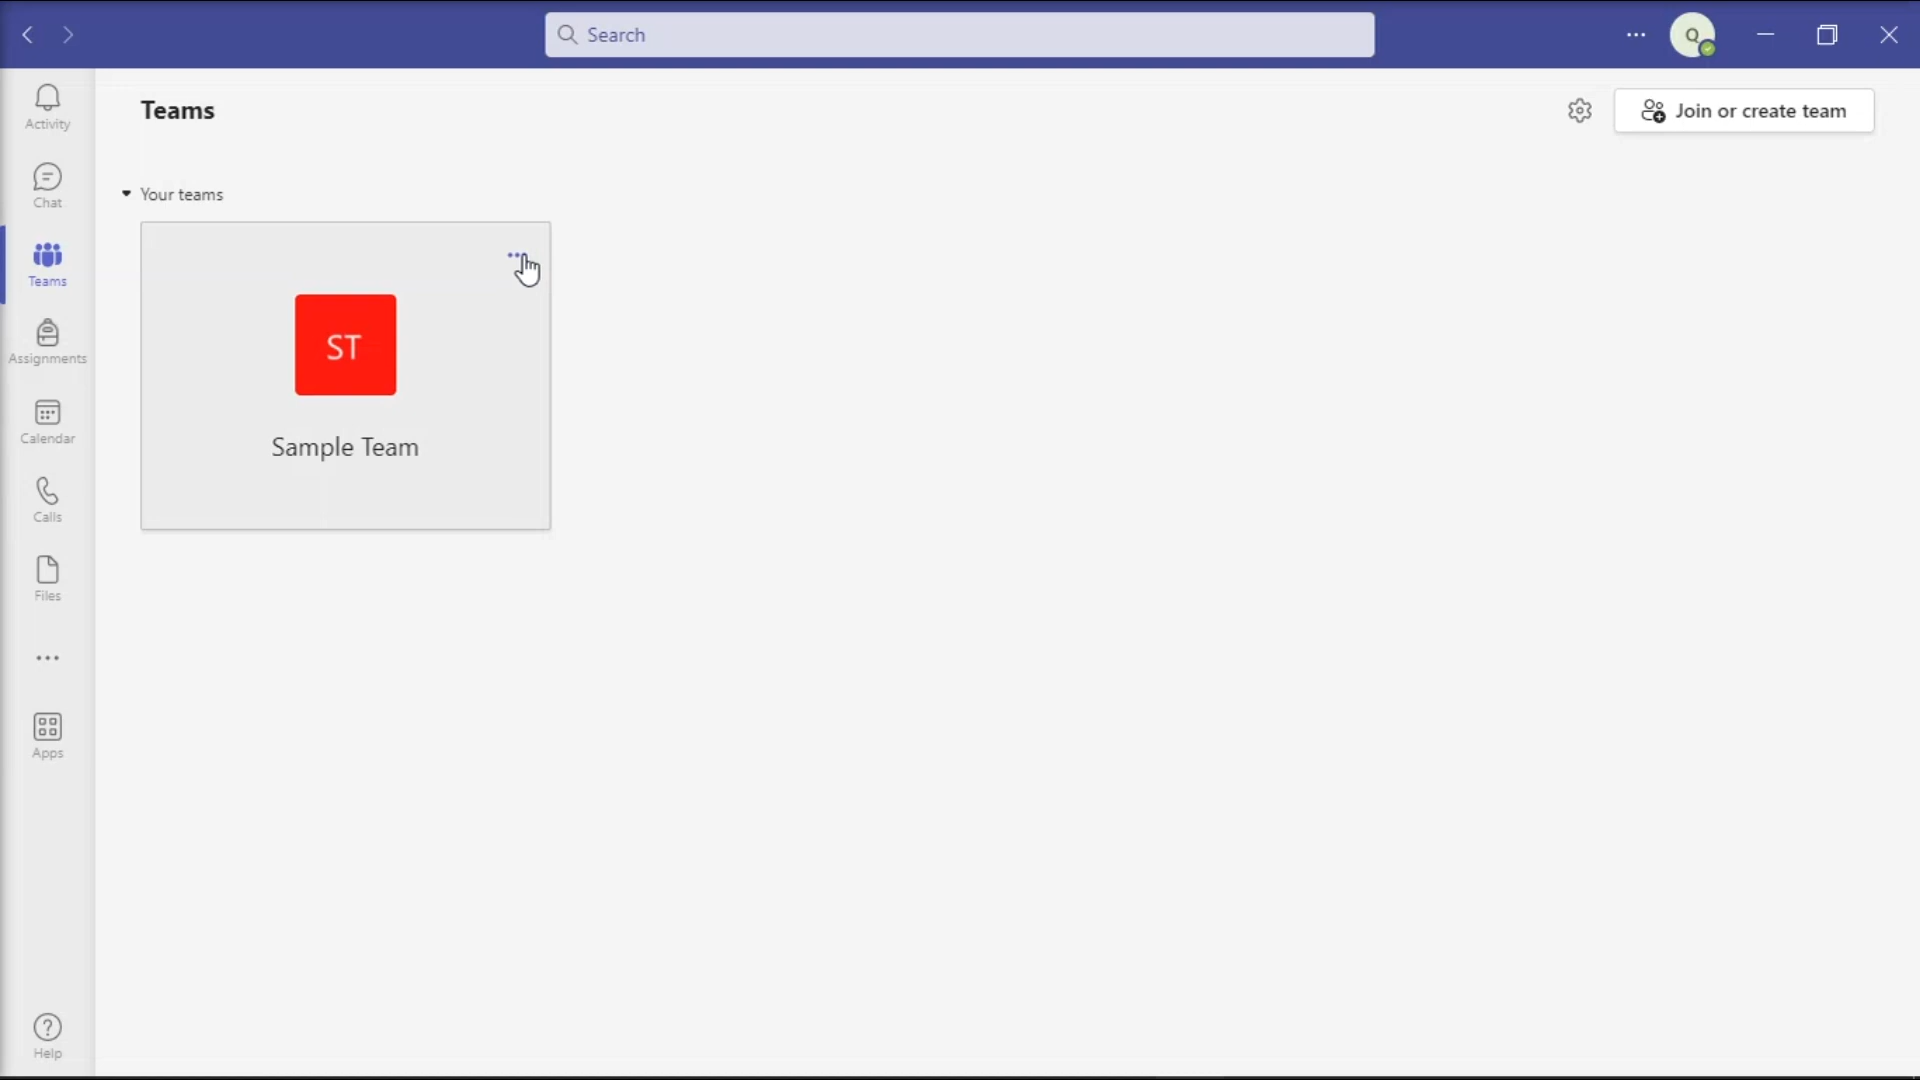 Search
Q
Activity
Chat
Teams
Assignments
Calendar
Calls
Files
Apps
Help
Teams
Join or create team
Your teams
ST
Sample Team